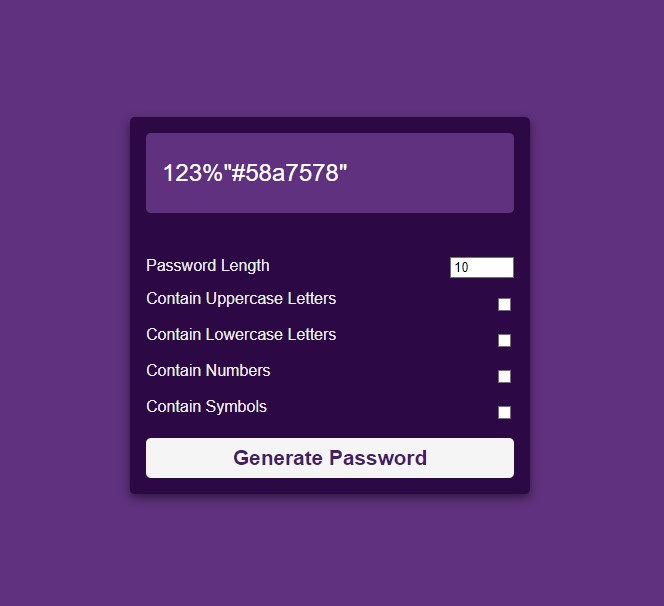 123%"#58a7578"
Password Length
10
Contain Uppercase Letters
Contain Lowercase Letters
Contain Numbers
Contain Symbols
Generate Password